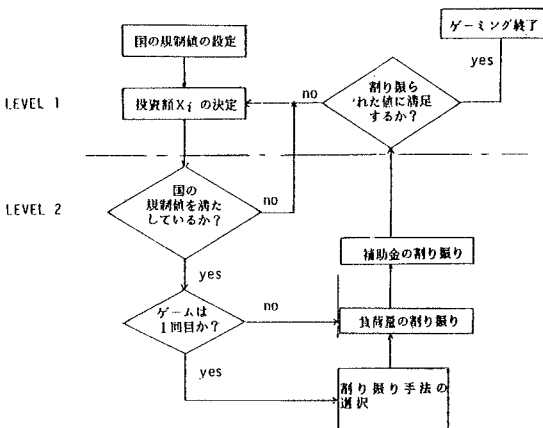 ゲーミング終了
国の規制値の設定
yes
割り振ら
れた値に満足
するか?
no
LEVEL 1
投資額Xiの決定
国の
規制値を満た
しているか?
no
LEVEL 2
補助金の割り振り
yes
ゲームは
1回目か?
no
負荷量の割り振り
yes
割り振り手法の
選択